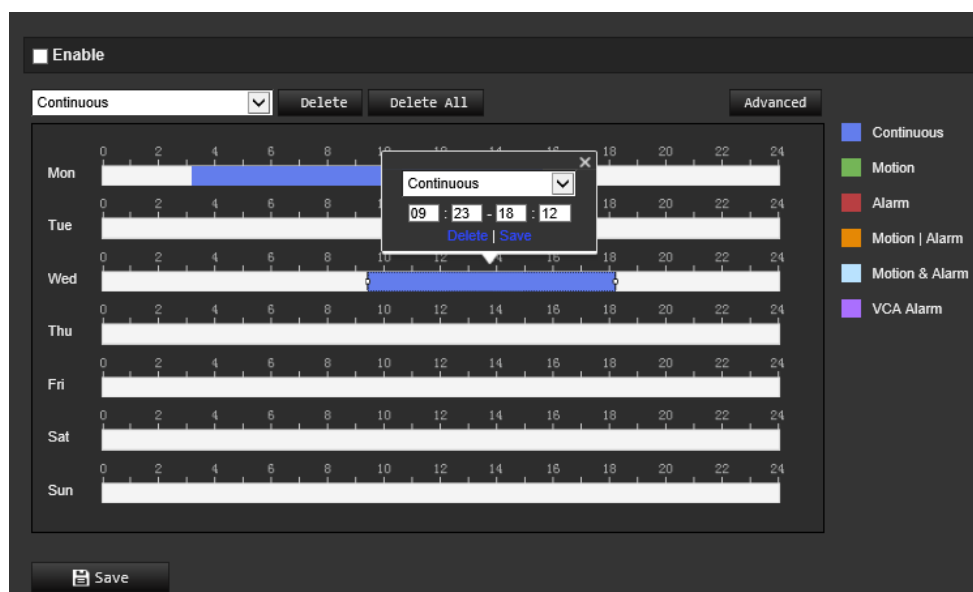 Enable
Continuous Delete Delete All Advanced
Continuous
Motion
Alarm
Motion | Alarm
Motion & Alarm
VCA Alarm
Mon 0 2 4 6 8 18 20 22 24
Continuous
09 : 23 - 18 : 12
Delete | Save
Tue 0 2 4 6 8 18 20 22 24
Wed 0 2 4 6 8 10 12 14 16 18 20 22 24
Thu 0 2 4 6 8 10 12 14 16 18 20 22 24
Fri 0 2 4 6 8 10 12 14 16 18 20 22 24
Sat 0 2 4 6 8 10 12 14 16 18 20 22 24
Sun 0 2 4 6 8 10 12 14 16 18 20 22 24
Save